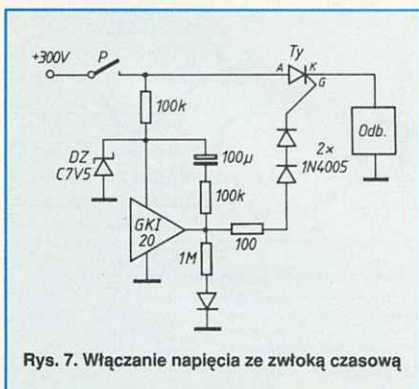 +300V P Ty
A K
G
100k
Odb.
DZ
C7V5
100μ
2×
1N4005
100k
GKI
20
100
1M
Rys. 7. Włączanie napięcia ze zwłoką czasową